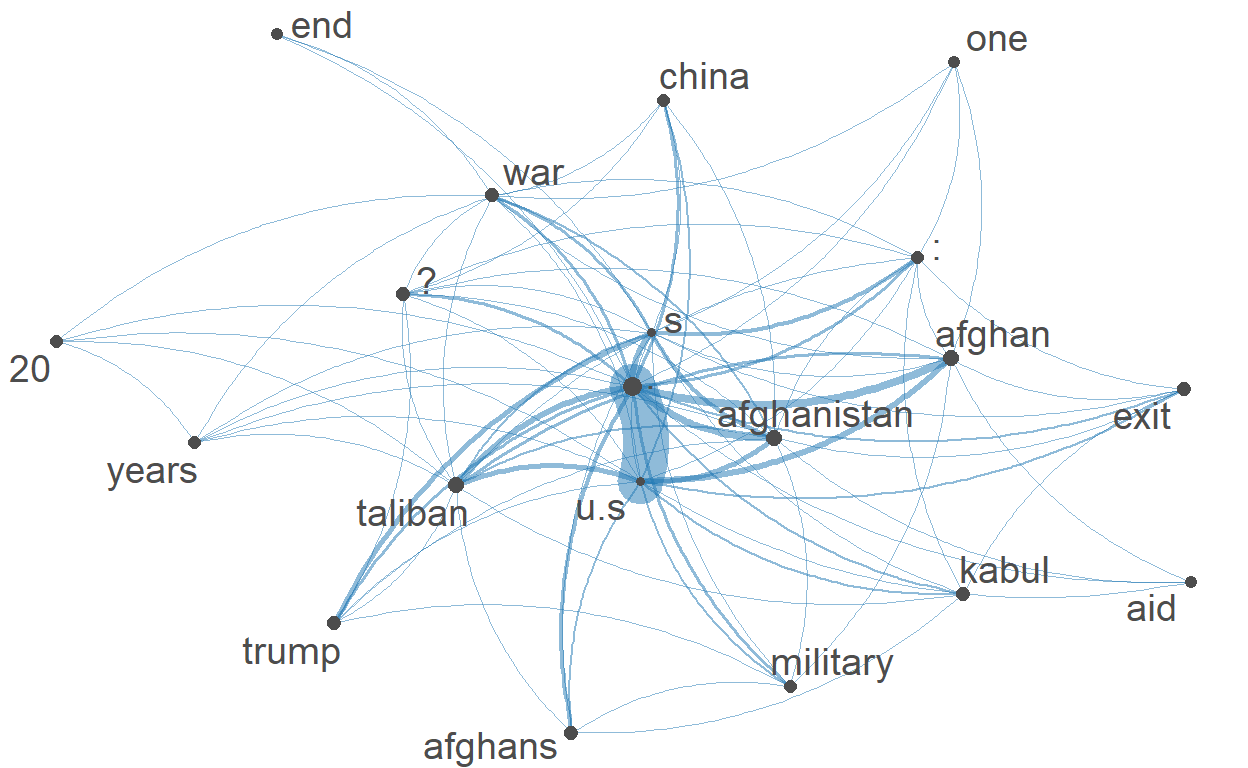 end
one
china
war
:
?
s
afghan
20
.
afghanistan
exit
years
taliban
u.s
kabul
aid
trump
military
afghans